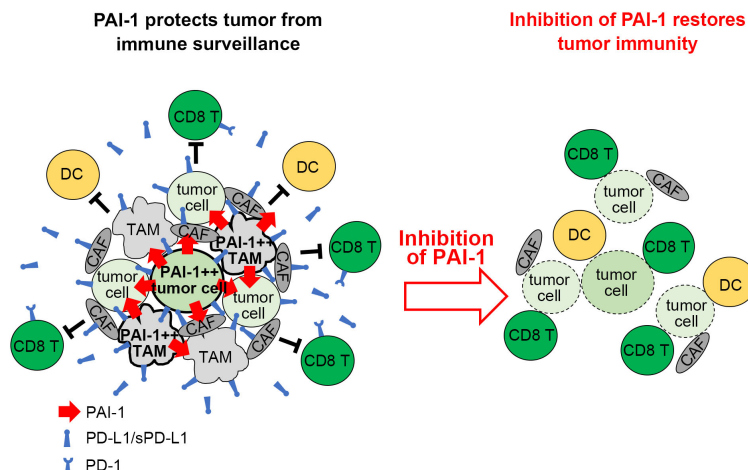 PAI-1 protects tumor from
immune surveillance
Inhibition of PAI-1 restores
tumor immunity
CD8 T
DC
DC
tumor
cell
CAF
TAM
CAF
PAI-1++
TAM
CAF
CD8 T
CAF
tumor
cell
PAI-1++
tumor cell
tumor
cell
CAF
CAF
PAI-1++
TAM
TAM
CAF
CD8 T
CD8 T
PAI-1
PD-L1/sPD-L1
PD-1
Inhibition
of PAI-1
CD8 T
tumor
cell
CAF
DC
CD8 T
CAF
tumor
cell
tumor
cell
DC
tumor
cell
CD8 T
CD8 T
CAF